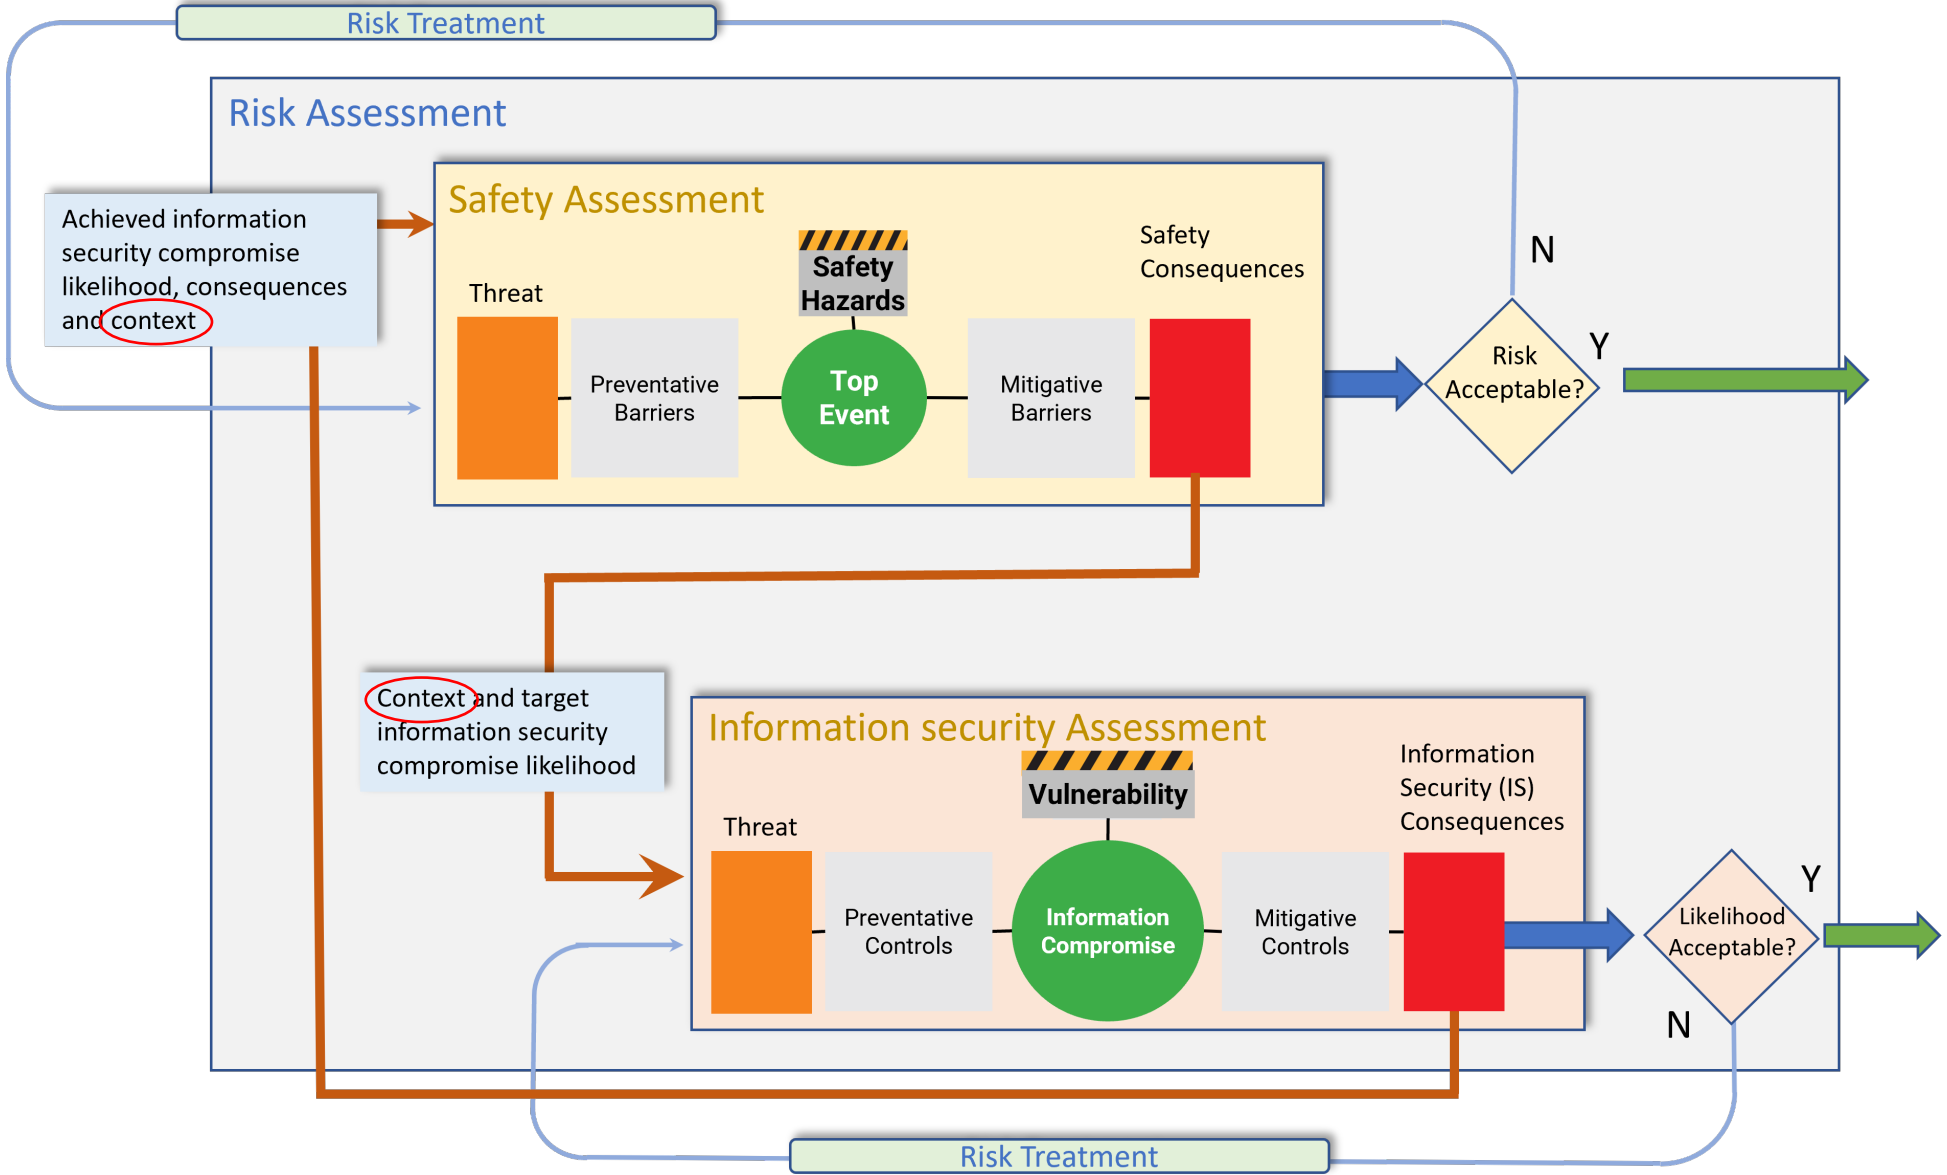 Risk Treatment
Risk Assessment
Achieved information
security compromise
likelihood, consequences
and context
Safety Assessment
Safety
Hazards
Safety
Consequences
Threat
Preventative
Barriers
Top
Event
Mitigative
Barriers
N
Y
Risk
Acceptable?
Context and target
information security
compromise likelihood
Information security Assessment
Vulnerability
Information
Security (IS)
Consequences
Threat
Preventative
Controls
Information
Compromise
Mitigative
Controls
Y
Likelihood
Acceptable?
N
Risk Treatment